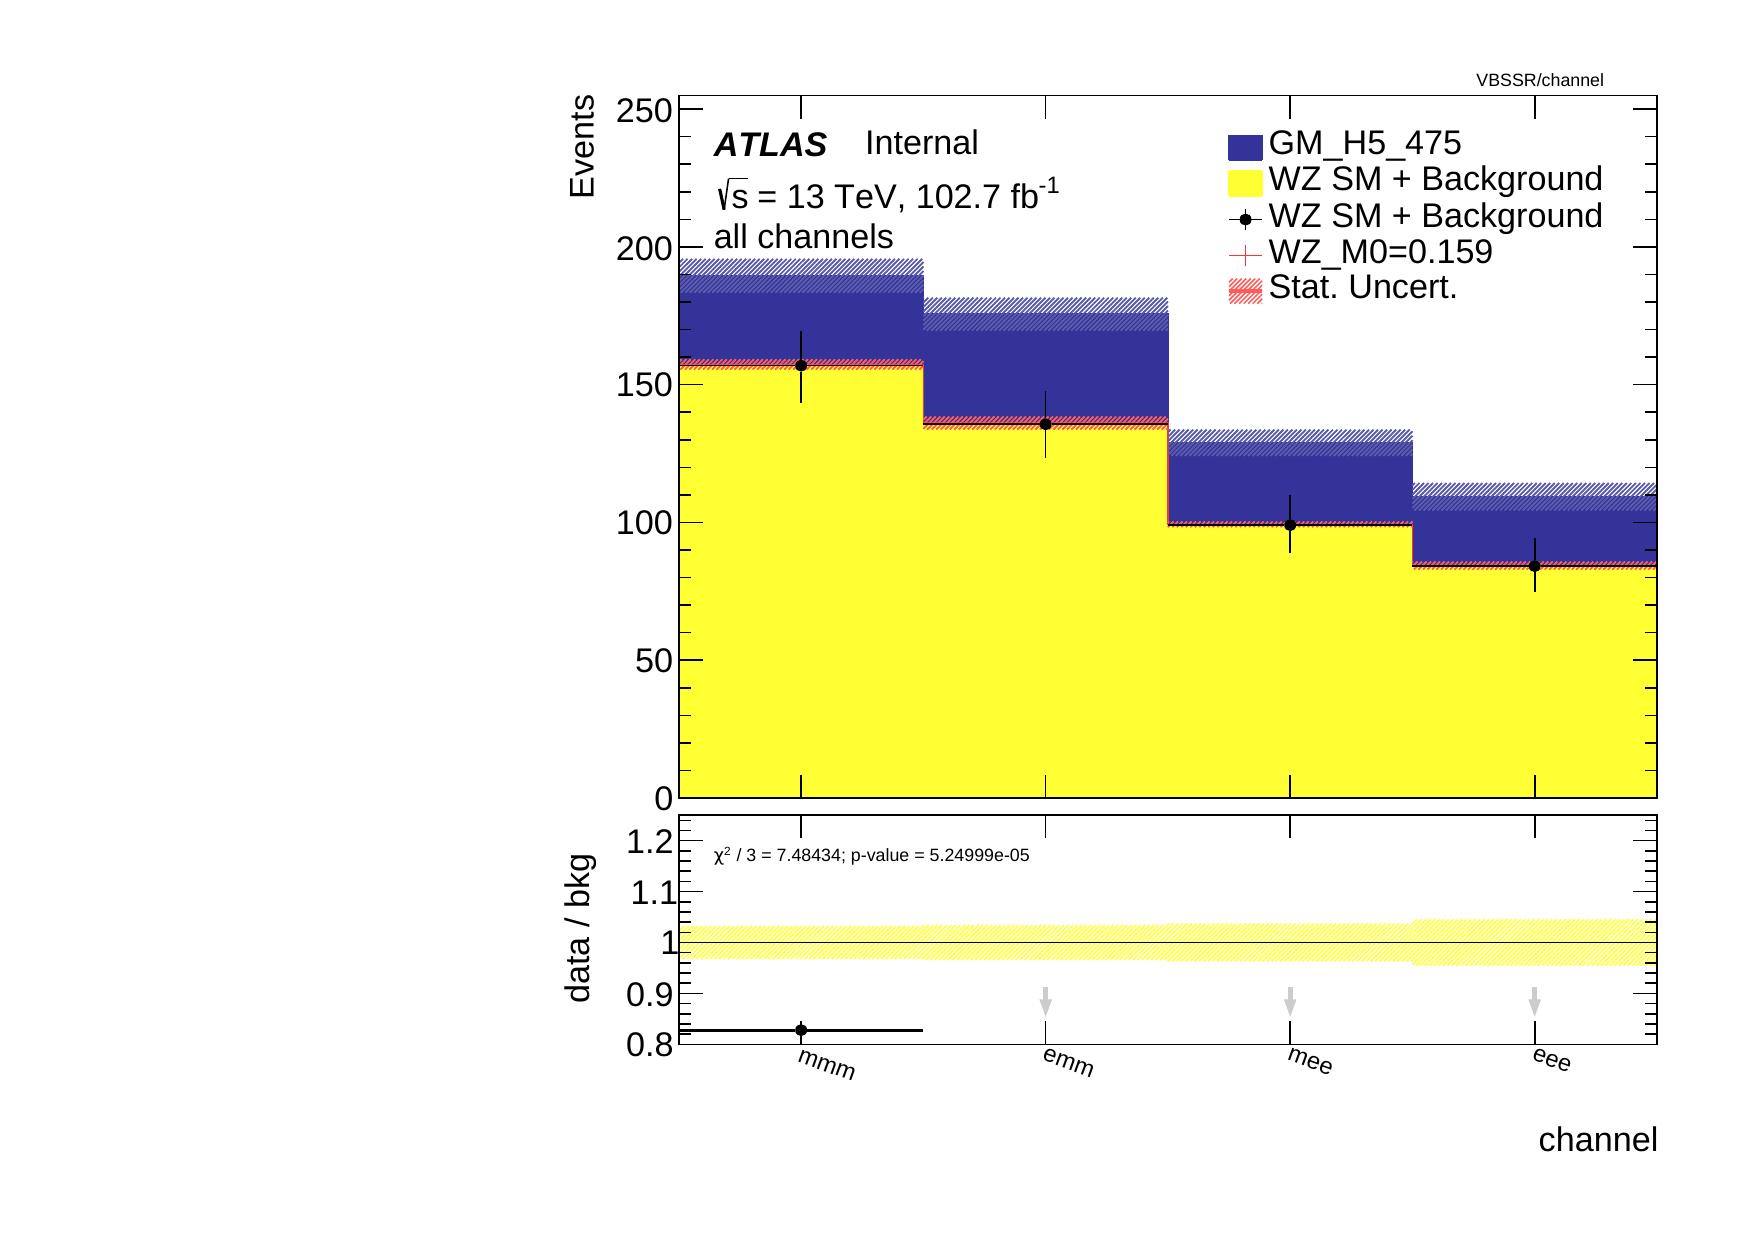 VBSSR/channel
Events
250
200
150
100
50
0
ATLAS Internal
√s = 13 TeV, 102.7 fb⁻¹
all channels
GM_H5_475
WZ SM + Background
WZ SM + Background
WZ_M0=0.159
Stat. Uncert.
data / bkg
1.2
1.1
1
0.9
0.8
χ² / 3 = 7.48434; p-value = 5.24999e-05
mmm
emm
mee
eee
channel